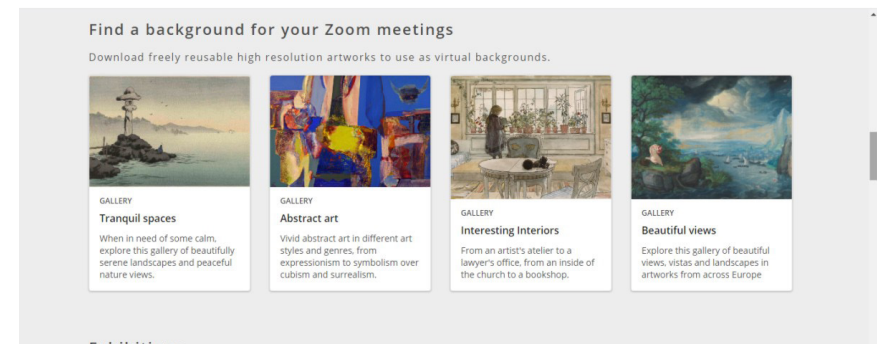 Find a background for your Zoom meetings
Download freely reusable high resolution artworks to use as virtual backgrounds.
GALLERY
Tranquil spaces
When in need of some calm,
explore this gallery of beautifully
serene landscapes and peaceful
nature views.
GALLERY
Abstract art
Vivid abstract art in different art
styles and genres, from
expressionism to symbolism over
cubism and surrealism.
GALLERY
Interesting Interiors
From an artist's atelier to a
lawyer's office, from an inside of
the church to a bookshop.
GALLERY
Beautiful views
Explore this gallery of beautiful
views, vistas and landscapes in
artworks from across Europe